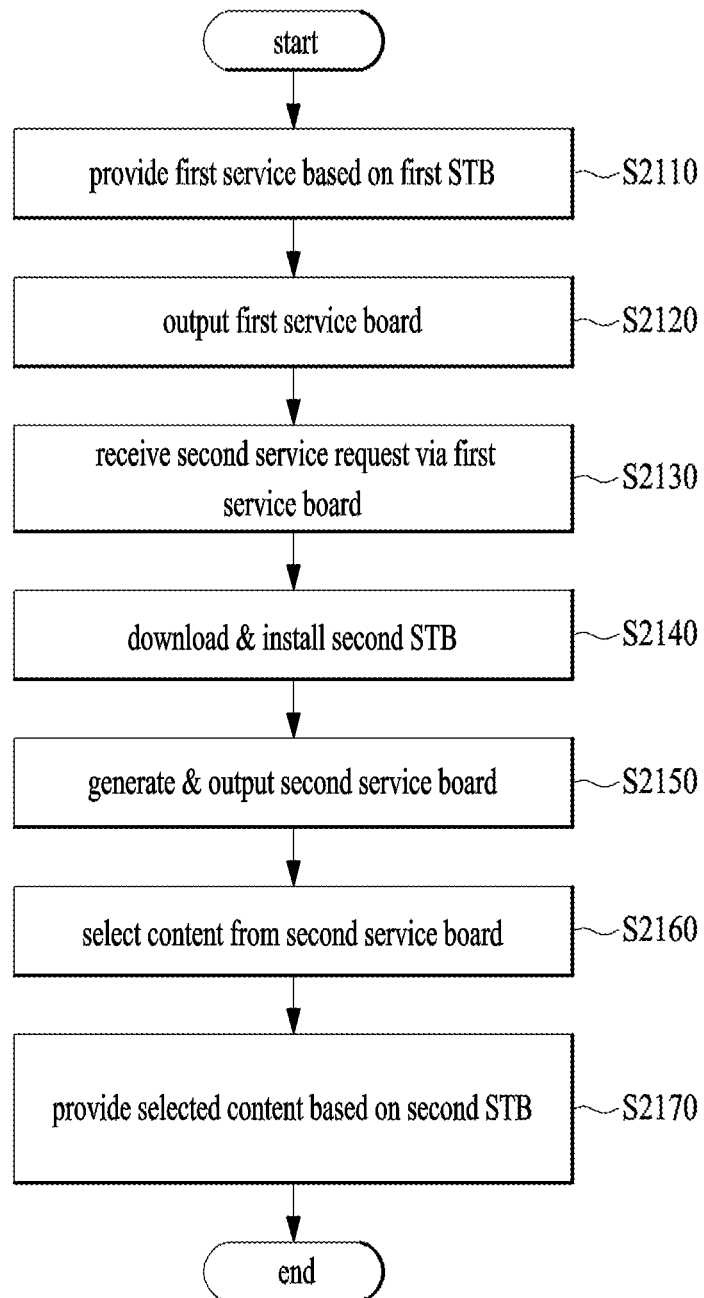 start
provide first service based on first STB
S2110
output first service board
S2120
receive second service request via first
service board
S2130
download & install second STB
S2140
generate & output second service board
S2150
select content from second service board
S2160
provide selected content based on second STB
S2170
end